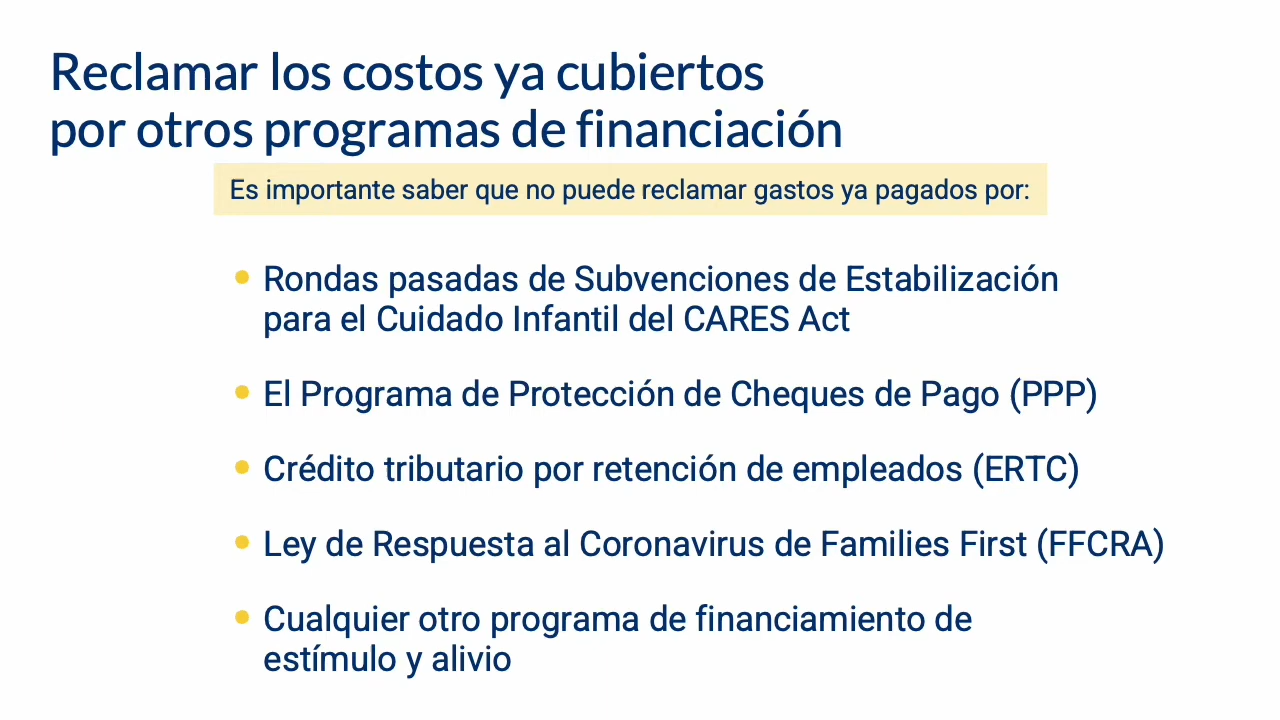 Reclamar los costos ya cubiertos
por otros programas de financiación
Es importante saber que no puede reclamar gastos ya pagados por:
Rondas pasadas de Subvenciones de Estabilización
para el Cuidado Infantil del CARES Act
El Programa de Protección de Cheques de Pago (PPP)
Crédito tributario por retención de empleados (ERTC)
Ley de Respuesta al Coronavirus de Families First (FFCRA)
Cualquier otro programa de financiamiento de
estímulo y alivio